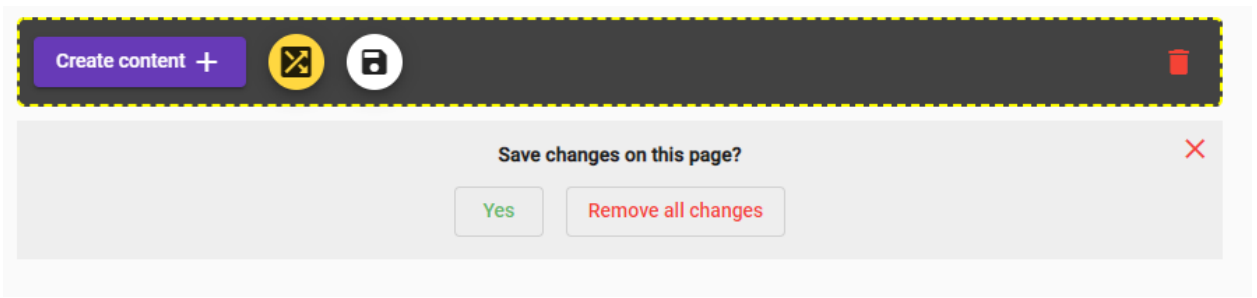 Create content +
Save changes on this page?
Yes
Remove all changes